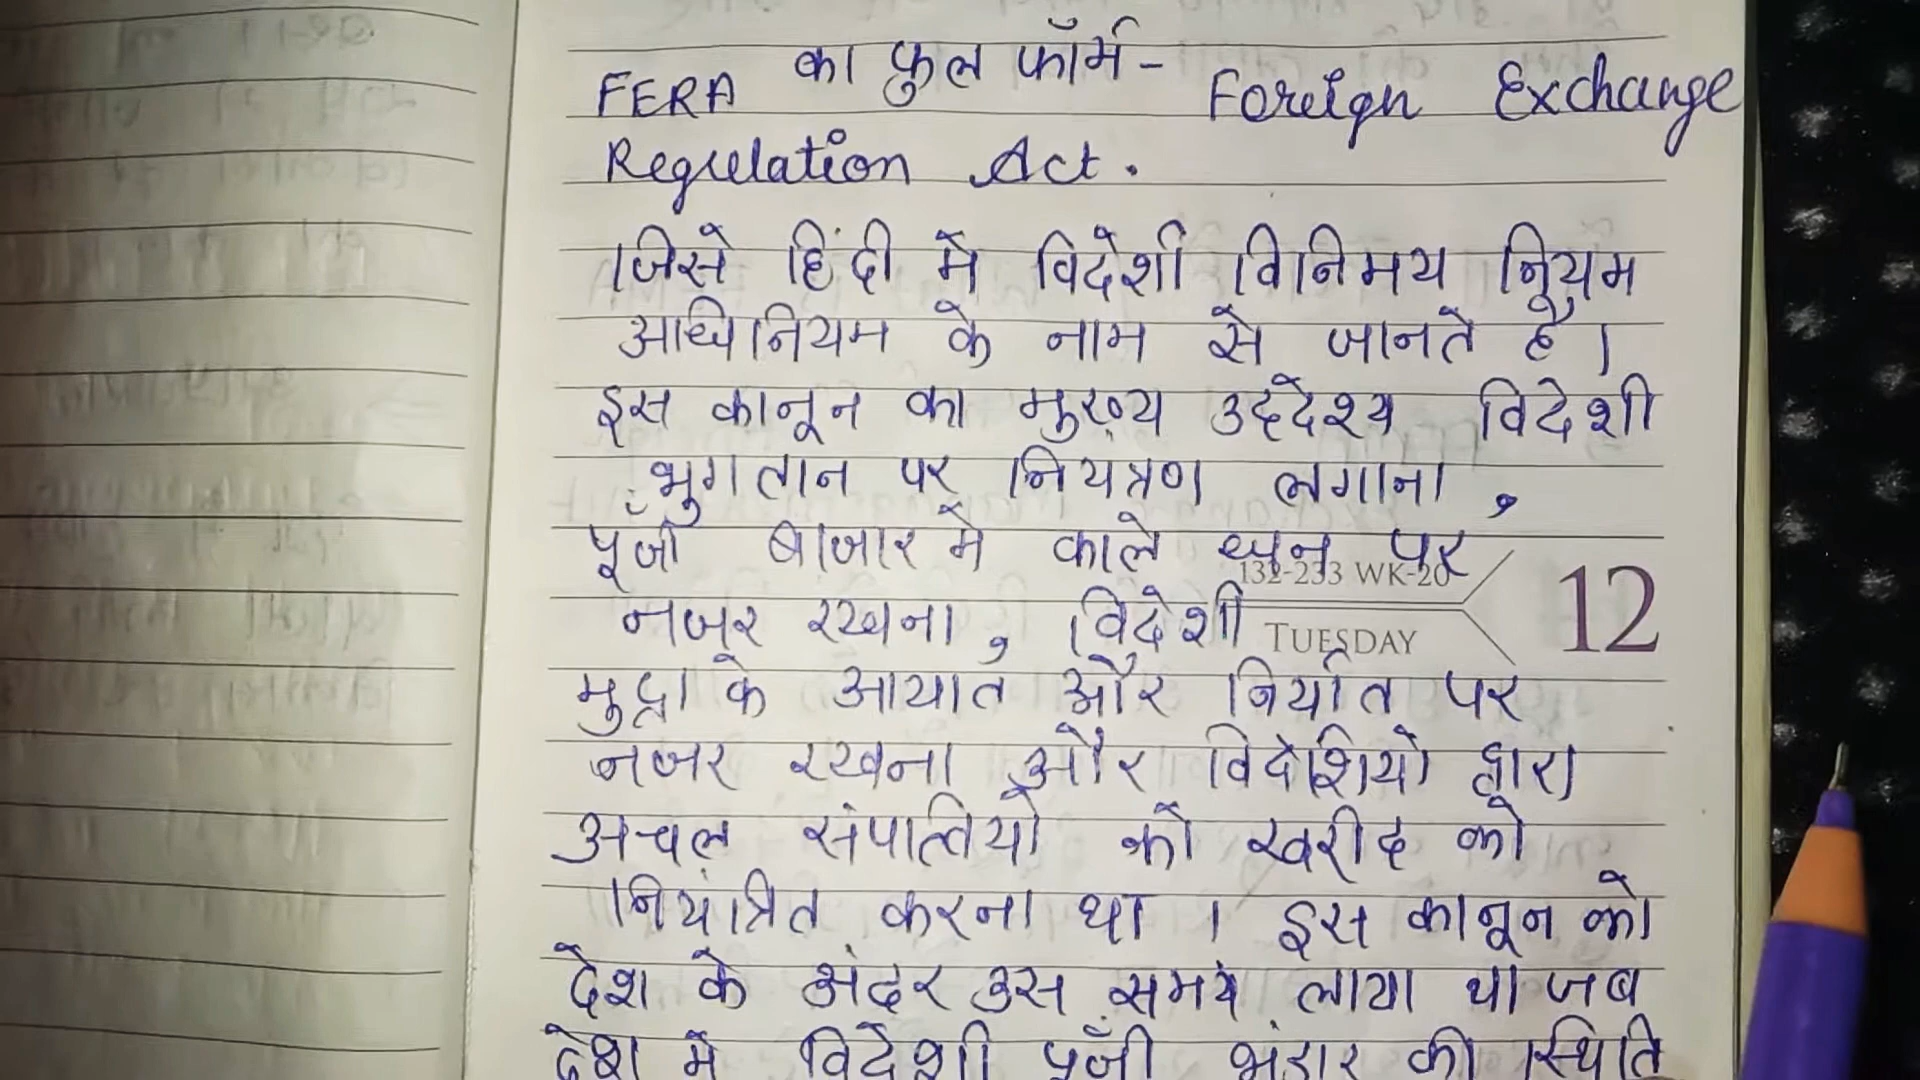 FERA का फुल फॉर्म - Foreign Exchange
Regulation Act.
जिसे हिंदी में विदेशी विनिमय नियम
अधिनियम के नाम से जानते है।
इस कानून का मुख्य उद्देश्य विदेशी
भुगतान पर नियत्रण लगाना,
पूँजी बाजार मे काले धन पर
132-233 WK-20
12
नजर रखना, विदेशी
TUESDAY
मुद्रा के आयात और निर्यात पर
नजर रखना और विदेशियो द्वारा
अचल संपात्तियो की खरीद को
नियंत्रित करना था। इस कानून को
देश के अंदर उस समय लाया था जब
देश मे विदेशी पूँजी भंडार की स्थिति